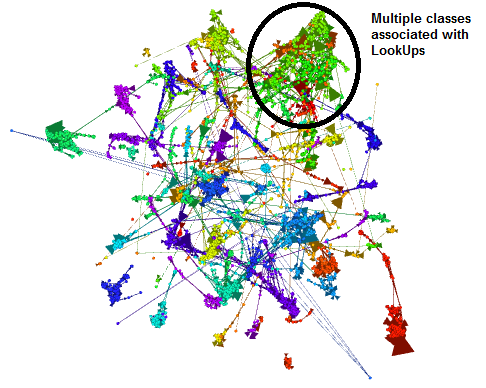 Multiple classes
associated with
LookUps